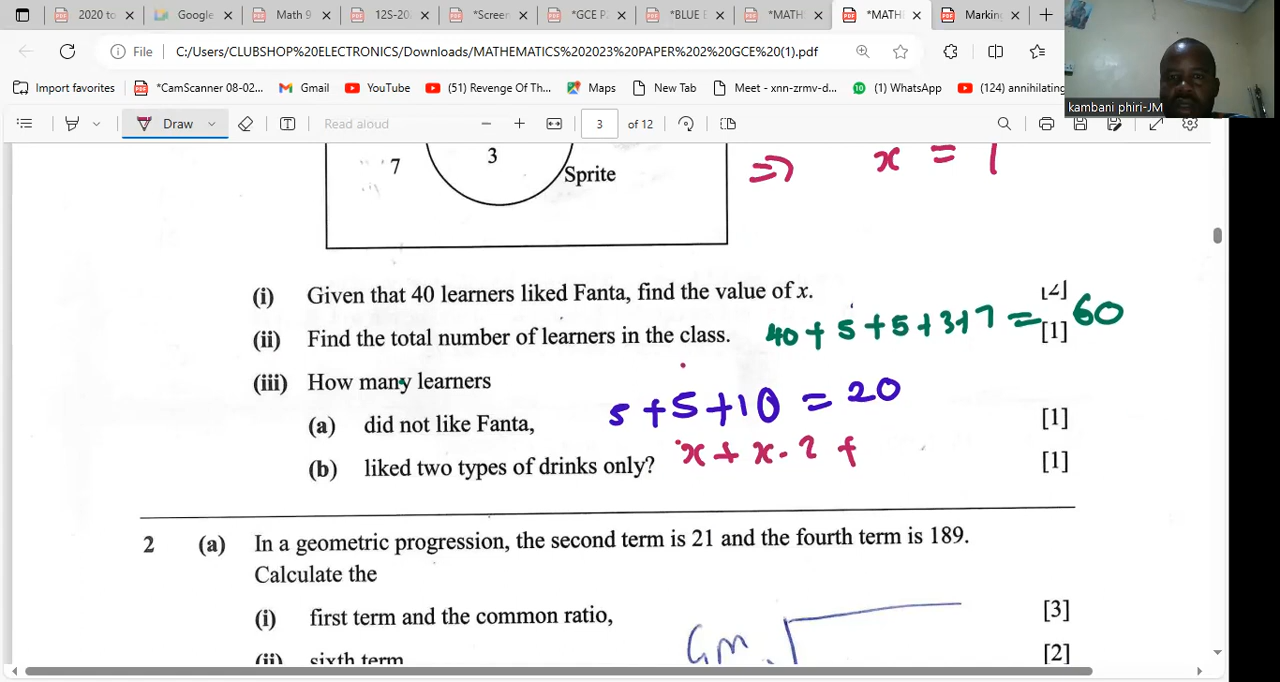 2020 to
Google
Math 9
12S-20
*Screen
*GCE P
*BLUE E
*MATH
*MATH
Marking
File
C:/Users/CLUBSHOP%20ELECTRONICS/Downloads/MATHEMATICS%202023%20PAPER%202%20GCE%20(1).pdf
Import favorites
*CamScanner 08-02...
Gmail
YouTube
(51) Revenge Of Th...
Maps
New Tab
Meet - xnn-zrmv-d...
(1) WhatsApp
(124) annihilating
kambani phiri-JM
Draw
Read aloud
3 of 12
7
3
Sprite
=> x = 1
(i) Given that 40 learners liked Fanta, find the value of x. [2]
(ii) Find the total number of learners in the class. [1]
40 + 5 + 5 + 3 + 7 = 60
(iii) How many learners
5 + 5 + 10 = 20
(a) did not like Fanta, [1]
x + x - 2 +
(b) liked two types of drinks only? [1]
2 (a) In a geometric progression, the second term is 21 and the fourth term is 189.
Calculate the
(i) first term and the common ratio, [3]
Gm
(ii) sixth term [2]